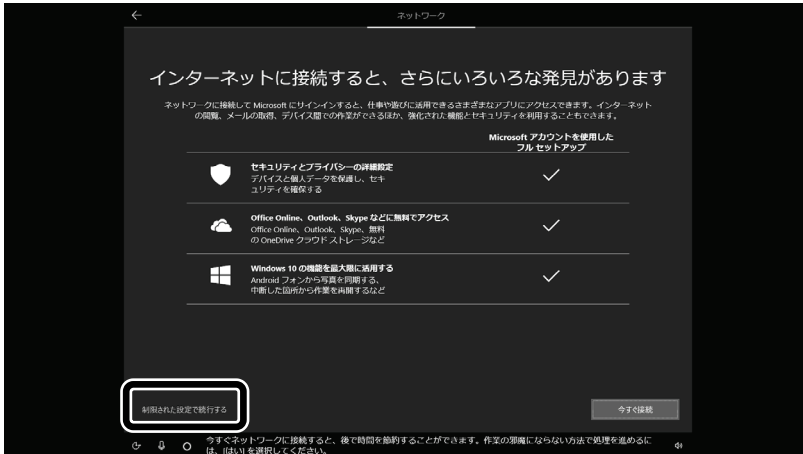 ネットワーク
インターネットに接続すると、さらにいろいろな発見があります
ネットワークに接続して Microsoft にサインインすると、仕事や遊びに活用できるさまざまなアプリにアクセスできます。インターネット
の閲覧、メールの取得、デバイス間での作業ができるほか、強化された機能とセキュリティを利用することもできます。
Microsoft アカウントを使用した
フル セットアップ
セキュリティとプライバシーの詳細設定
デバイスと個人データを保護し、セキ
ュリティを確保する
Office Online、Outlook、Skype などに無料でアクセス
Office Online、Outlook、Skype、無料
の OneDrive クラウド ストレージなど
Windows 10 の機能を最大限に活用する
Android フォンから写真を同期する、
中断した箇所から作業を再開するなど
制限された設定で続行する
今すぐ接続
今すぐネットワークに接続すると、後で時間を節約することができます。作業の邪魔にならない方法で処理を進めるに
は、[はい] を選択してください。